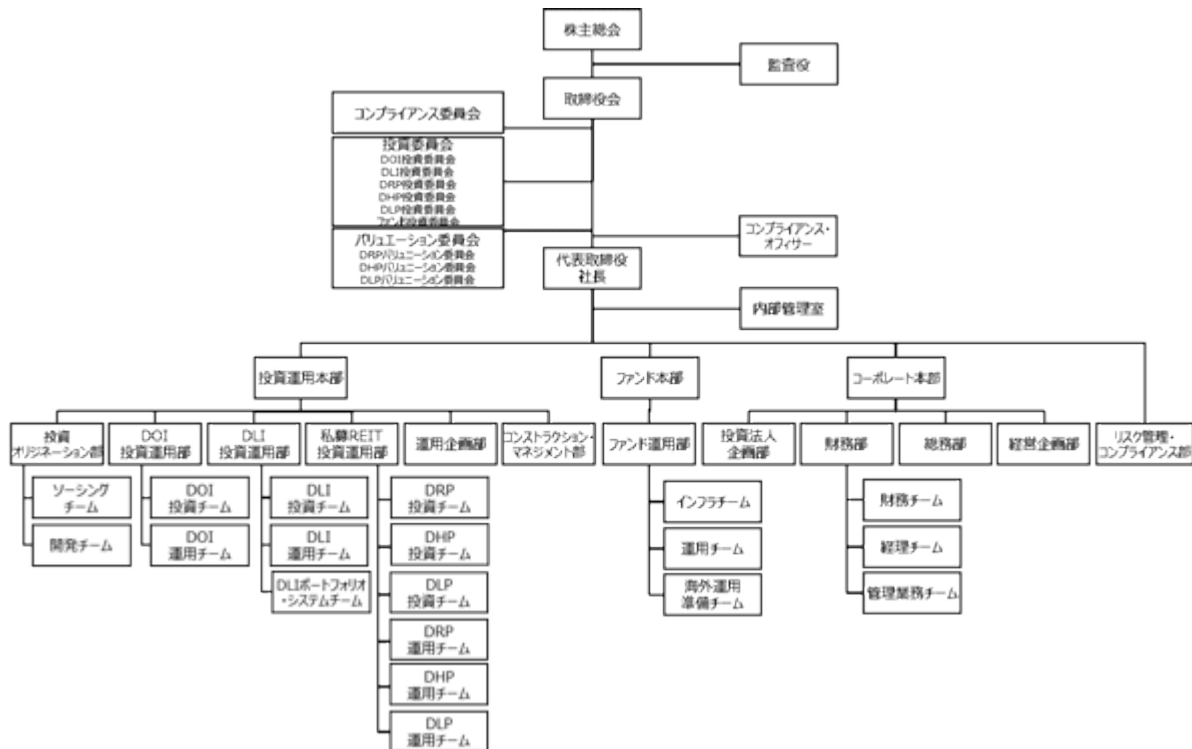 株主総会
監査役
取締役会
コンプライアンス委員会
投資委員会
DOI投資委員会
DLI投資委員会
DRP投資委員会
DHP投資委員会
DLP投資委員会
ファンド投資委員会
バリュエーション委員会
DRPバリュエーション委員会
DHPバリュエーション委員会
DLPバリュエーション委員会
コンプライアンス・
オフィサー
代表取締役
社長
内部管理室
投資運用本部
ファンド本部
コーポレート本部
投資
オリジネーション部
DOI
投資運用部
DLI
投資運用部
私募REIT
投資運用部
運用企画部
コンストラクション・
マネジメント部
ファンド運用部
投資法人
企画部
財務部
総務部
経営企画部
リスク管理・
コンプライアンス部
ソーシング
チーム
開発チーム
DOI
投資チーム
DOI
運用チーム
DLI
投資チーム
DLI
運用チーム
DLIポートフォリオ
・システムチーム
DRP
投資チーム
DHP
投資チーム
DLP
投資チーム
DRP
運用チーム
DHP
運用チーム
DLP
運用チーム
インフラチーム
運用チーム
海外運用
準備チーム
財務チーム
経理チーム
管理業務チーム